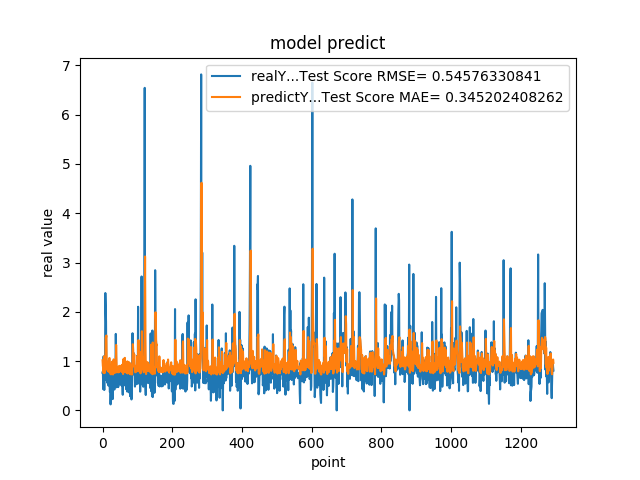 model predict
realY...Test Score RMSE= 0.54576330841
predictY...Test Score MAE= 0.345202408262
7
6
5
4
3
2
1
0
real value
0 200 400 600 800 1000 1200
point